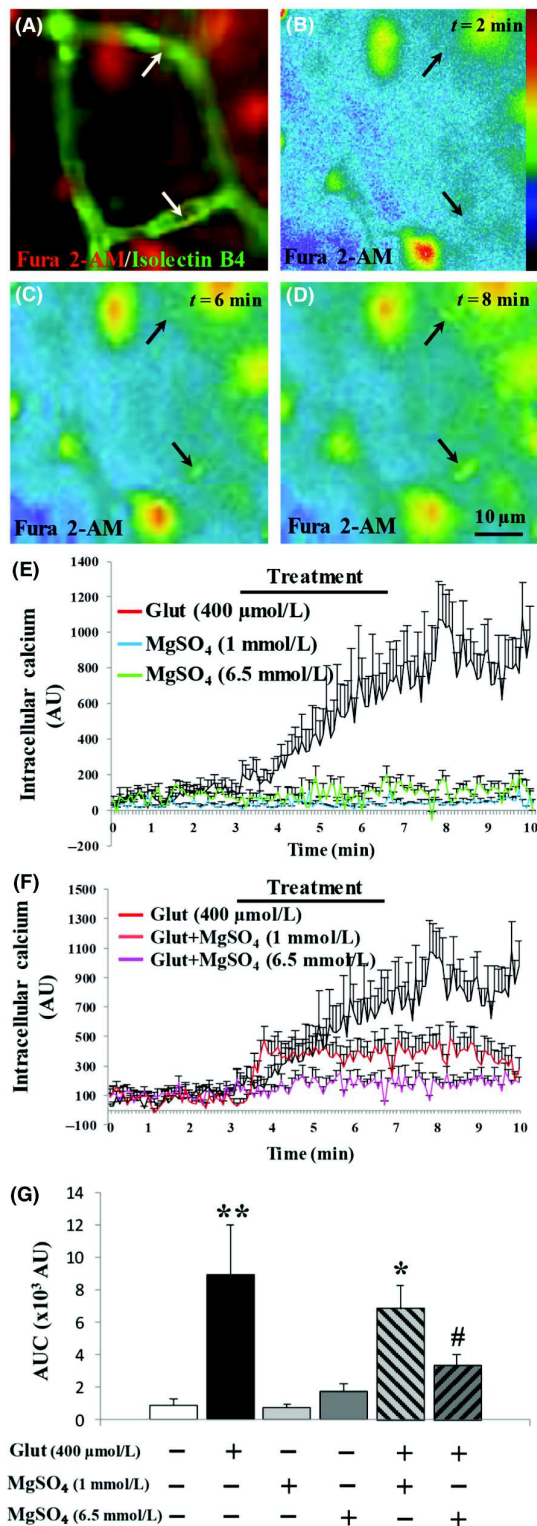 (A)
Fura 2-AM/Isolectin B4
(B)
t = 2 min
Fura 2-AM
(C)
t = 6 min
Fura 2-AM
(D)
t = 8 min
Fura 2-AM
10 µm
(E)
Treatment
Glut (400 µmol/L)
MgSO₄ (1 mmol/L)
MgSO₄ (6.5 mmol/L)
Intracellular calcium
(AU)
1400
1200
1000
800
600
400
200
0
−200
0 1 2 3 4 5 6 7 8 9 10
Time (min)
(F)
Treatment
Glut (400 µmol/L)
Glut+MgSO₄ (1 mmol/L)
Glut+MgSO₄ (6.5 mmol/L)
Intracellular calcium
(AU)
1500
1300
1100
900
700
500
300
100
−100
0 1 2 3 4 5 6 7 8 9 10
Time (min)
(G)
AUC (x10³ AU)
14
12
10
8
6
4
2
0
**
*
#
Glut (400 µmol/L) − + − − + +
MgSO₄ (1 mmol/L) − − + − + −
MgSO₄ (6.5 mmol/L) − − − + − +